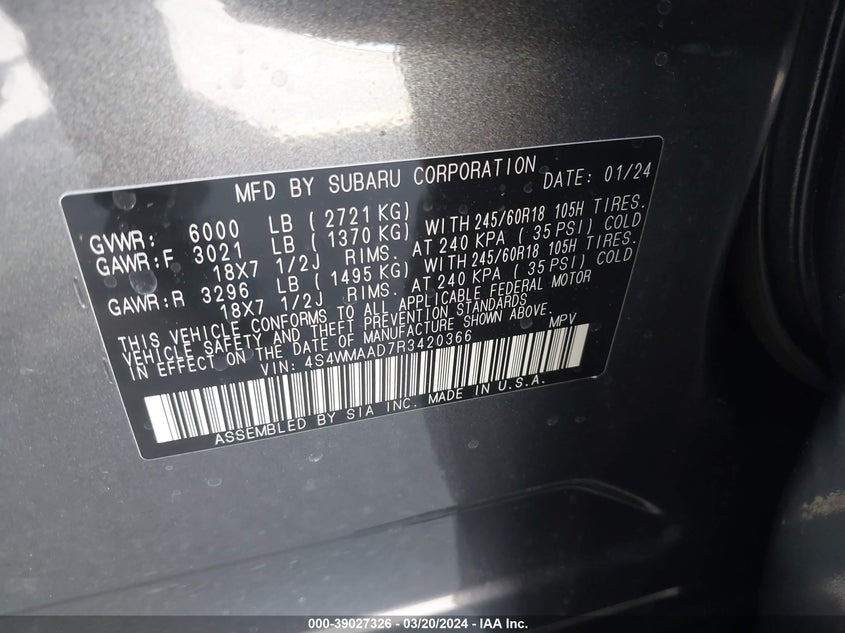 MFD BY SUBARU CORPORATION DATE: 01/24
GVWR: 6000 LB ( 2721 KG)
GAWR:F 3021 LB ( 1370 KG) WITH 245/60R18 105H TIRES.
18X7 1/2J RIMS. AT 240 KPA ( 35 PSI) COLD
GAWR:R 3296 LB ( 1495 KG) WITH 245/60R18 105H TIRES.
18X7 1/2J RIMS. AT 240 KPA ( 35 PSI) COLD
THIS VEHICLE CONFORMS TO ALL APPLICABLE FEDERAL MOTOR
VEHICLE SAFETY AND THEFT PREVENTION STANDARDS
IN EFFECT ON THE DATE OF MANUFACTURE SHOWN ABOVE.
VIN: 4S4WMAAD7R3420366 MPV
ASSEMBLED BY SIA INC. MADE IN U.S.A.
000-39027326 - 03/20/2024 - IAA Inc.